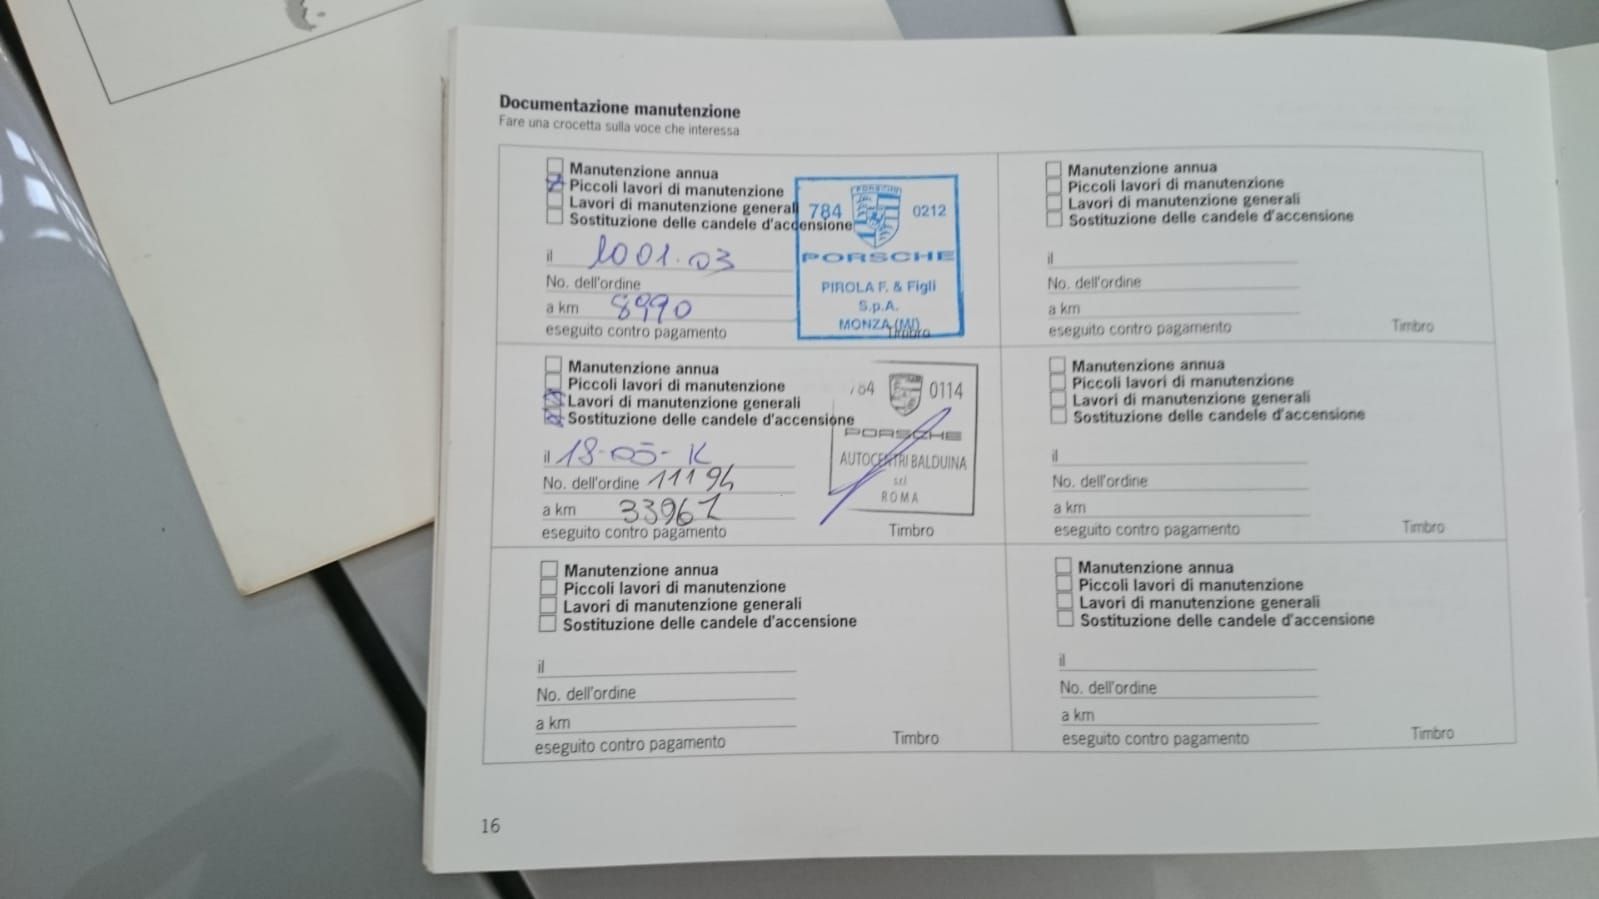 Documentazione manutenzione
Fare una crocetta sulla voce che interessa
Manutenzione annua
Piccoli lavori di manutenzione
Lavori di manutenzione generali
Sostituzione delle candele d'accensione
il 10 01.03
No. dell'ordine
a km 8990
eseguito contro pagamento
Timbro
PORSCHE
784 0212
PORSCHE
PIROLA F. & Figli
S.p.A.
MONZA (MI)
Manutenzione annua
Piccoli lavori di manutenzione
Lavori di manutenzione generali
Sostituzione delle candele d'accensione
il
No. dell'ordine
a km
eseguito contro pagamento
Timbro
Manutenzione annua
Piccoli lavori di manutenzione
Lavori di manutenzione generali
Sostituzione delle candele d'accensione
il 18-05-
No. dell'ordine 11194
a km 33961
eseguito contro pagamento
Timbro
784 0114
PORSCHE
AUTOCENTRI BALDUINA
srl
ROMA
Manutenzione annua
Piccoli lavori di manutenzione
Lavori di manutenzione generali
Sostituzione delle candele d'accensione
il
No. dell'ordine
a km
eseguito contro pagamento
Timbro
Manutenzione annua
Piccoli lavori di manutenzione
Lavori di manutenzione generali
Sostituzione delle candele d'accensione
il
No. dell'ordine
a km
eseguito contro pagamento
Timbro
Manutenzione annua
Piccoli lavori di manutenzione
Lavori di manutenzione generali
Sostituzione delle candele d'accensione
il
No. dell'ordine
a km
eseguito contro pagamento
Timbro
16